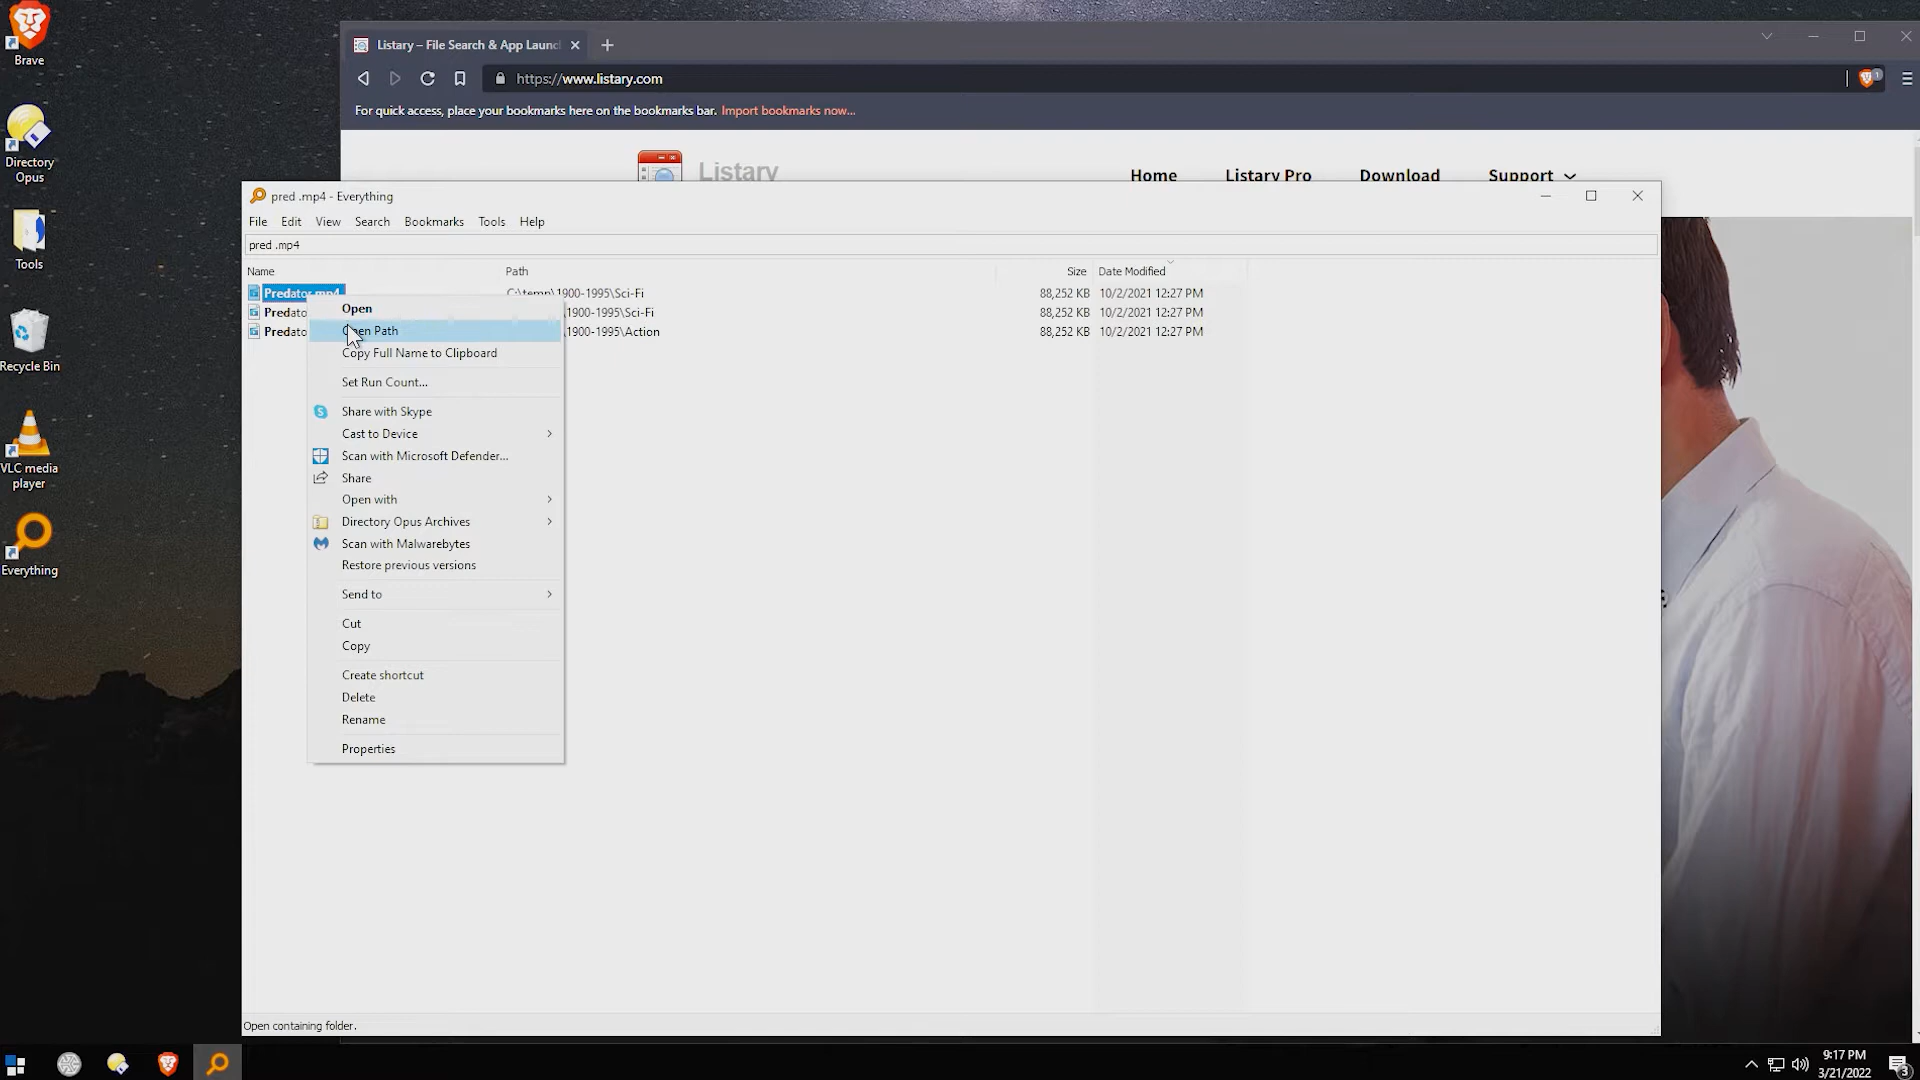 Brave
Directory
Opus
Tools
Recycle Bin
VLC media
player
Everything
Listary – File Search & App Launc
https://www.listary.com
1
For quick access, place your bookmarks here on the bookmarks bar. Import bookmarks now...
Listary
Home Listary Pro Download Support
pred .mp4 - Everything
File Edit View Search Bookmarks Tools Help
pred .mp4
Name Path Size Date Modified
Predator.mp4 C:\temp\1900-1995\Sci-Fi 88,252 KB 10/2/2021 12:27 PM
Predato \1900-1995\Sci-Fi 88,252 KB 10/2/2021 12:27 PM
Predato \1900-1995\Action 88,252 KB 10/2/2021 12:27 PM
Open
Open Path
Copy Full Name to Clipboard
Set Run Count...
Share with Skype
Cast to Device
Scan with Microsoft Defender...
Share
Open with
Directory Opus Archives
Scan with Malwarebytes
Restore previous versions
Send to
Cut
Copy
Create shortcut
Delete
Rename
Properties
Open containing folder.
9:17 PM
3/21/2022
3